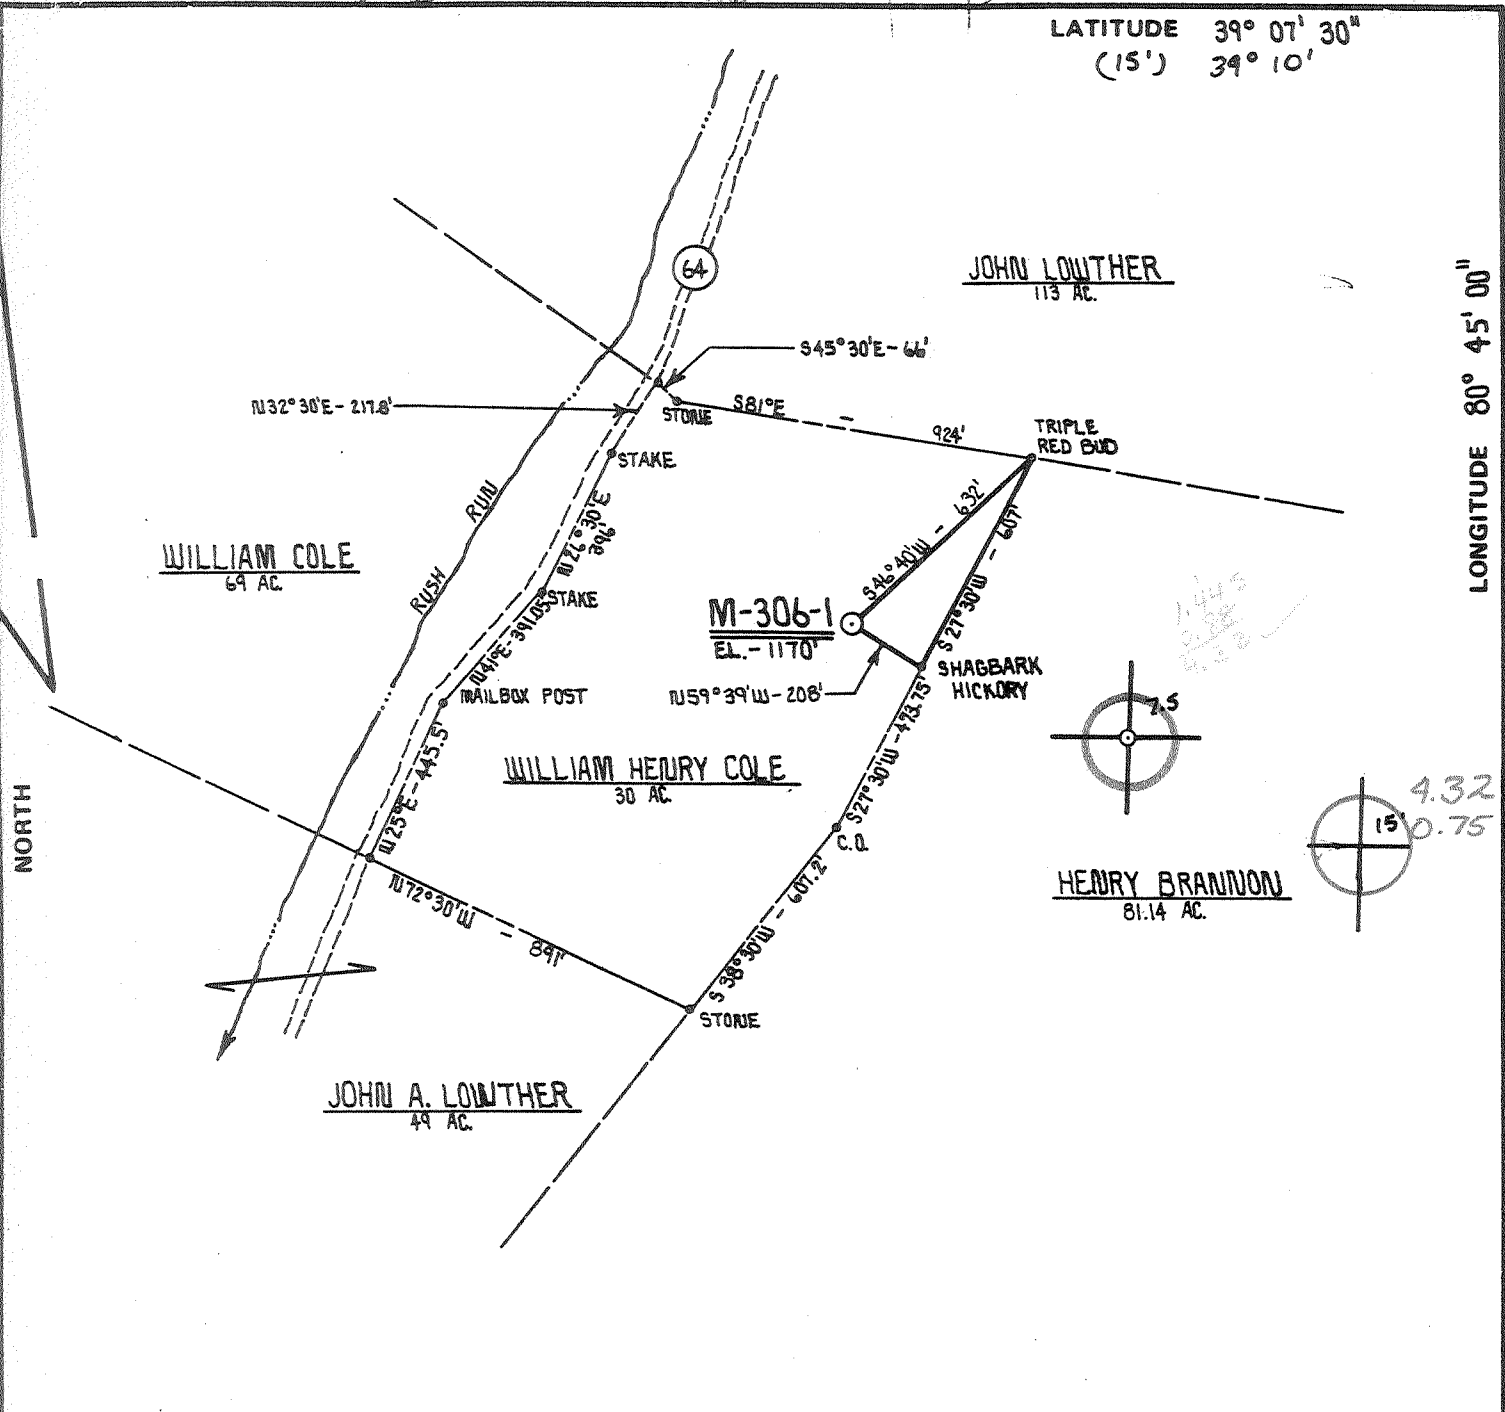 LATITUDE 39° 07' 30"
(15') 39° 10'
LONGITUDE 80° 45' 00"
NORTH
64
JOHN LOWTHER
113 AC.
S45°30'E-66'
N32°30'E-217.8'
STONE
S81°E - 924'
TRIPLE
RED BUD
STAKE
RUSH RUN
N26°30'E
396'
WILLIAM COLE
69 AC.
STAKE
S46°40'W - 632'
S27°30'W - 607'
M-306-1
EL.-1170'
N41°E-391.05'
MAILBOX POST
N59°39'W-208'
SHAGBARK
HICKORY
7.5
N25°E-445.5'
WILLIAM HENRY COLE
30 AC.
S27°30'W-473.75'
4.32
15' 0.75
C.O.
HENRY BRANNON
81.14 AC.
N72°30'W - 891'
S38°30'W - 607.2'
STONE
JOHN A. LOWTHER
49 AC.